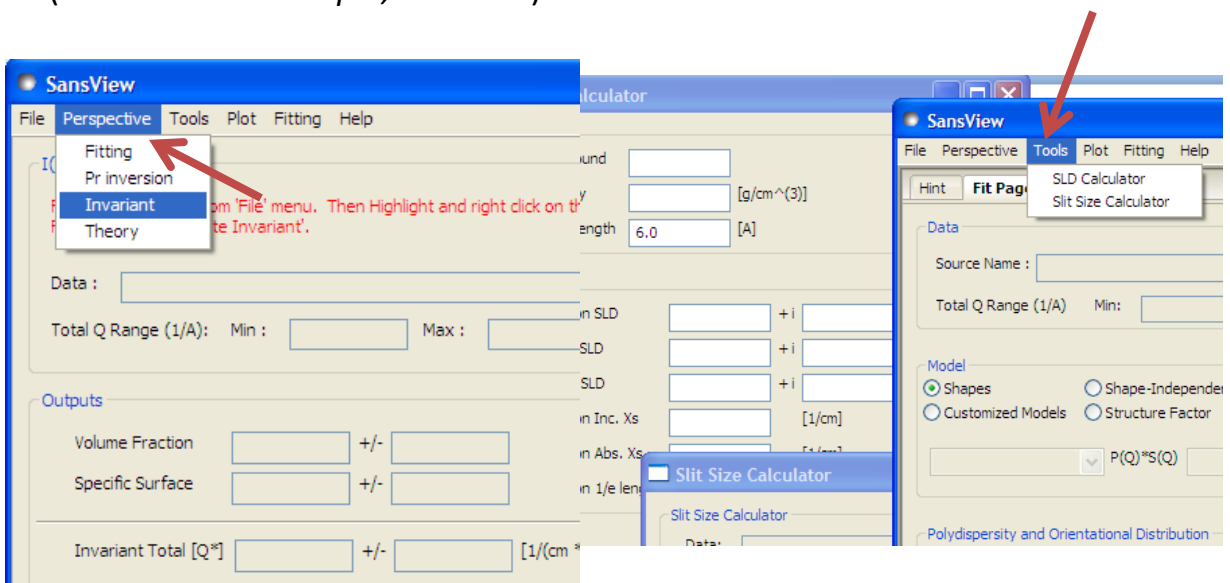 SansView
File Perspective Tools Plot Fitting Help
Fitting
Pr inversion
Invariant
Theory
om 'File' menu. Then Highlight and right click on th
te Invariant'.
Data :
Total Q Range (1/A): Min : Max :
Outputs
Volume Fraction +/-
Specific Surface +/-
Invariant Total [Q*] +/- [1/(cm *
lculator
[g/cm^(3)]
ength 6.0 [A]
on SLD +i
SLD +i
SLD +i
on Inc. Xs [1/cm]
on Abs. Xs
on 1/e len
Slit Size Calculator
Slit Size Calculator
Data:
SansView
File Perspective Tools Plot Fitting Help
SLD Calculator
Slit Size Calculator
Hint Fit Pag
Data
Source Name :
Total Q Range (1/A) Min:
Model
Shapes Shape-Independen
Customized Models Structure Factor
P(Q)*S(Q)
Polydispersity and Orientational Distribution